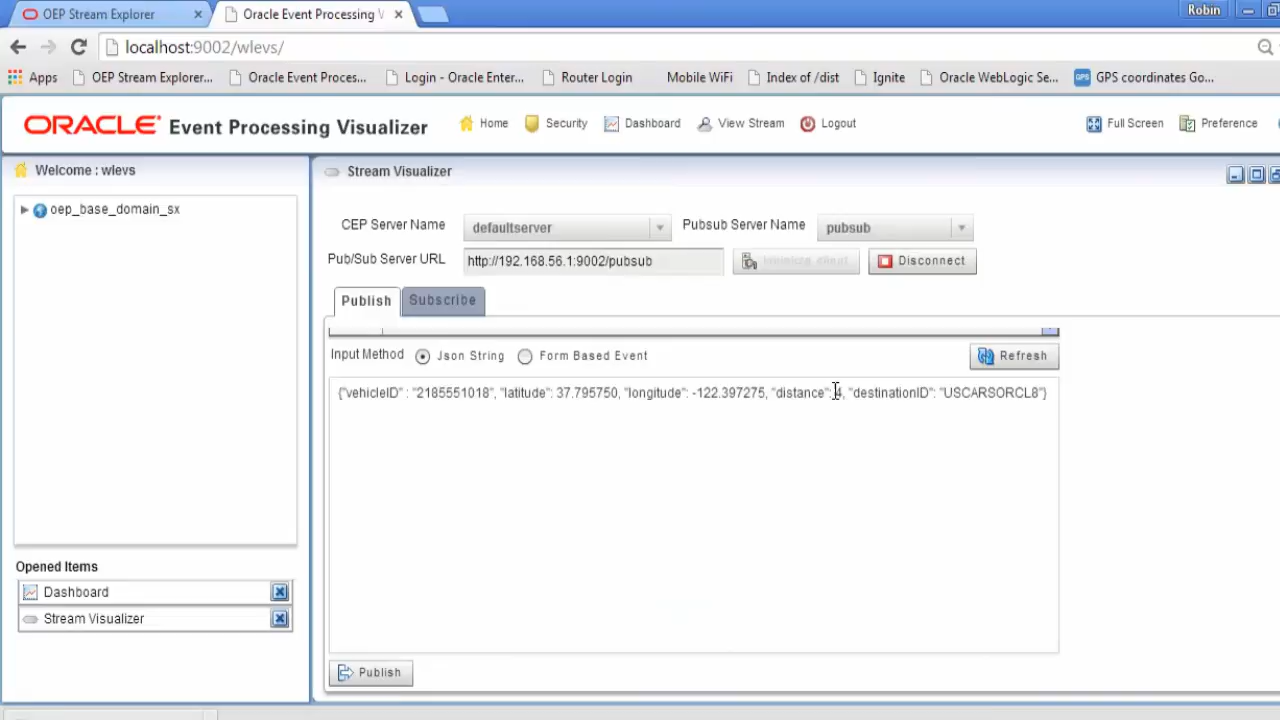 OEP Stream Explorer
Oracle Event Processing V
Robin
localhost:9002/wlevs/
Apps
OEP Stream Explorer...
Oracle Event Proces...
Login - Oracle Enter...
Router Login
Mobile WiFi
Index of /dist
Ignite
Oracle WebLogic Se...
GPS coordinates Go...
ORACLE Event Processing Visualizer
Home
Security
Dashboard
View Stream
Logout
Full Screen
Preference
Welcome : wlevs
oep_base_domain_sx
Stream Visualizer
CEP Server Name
defaultserver
Pubsub Server Name
pubsub
Pub/Sub Server URL
http://192.168.56.1:9002/pubsub
Disconnect
Publish
Subscribe
Input Method
Json String
Form Based Event
Refresh
{"vehicleID" : "2185551018", "latitude": 37.795750, "longitude": -122.397275, "distance": 4, "destinationID": "USCARSORCL8"}
Publish
Opened Items
Dashboard
Stream Visualizer